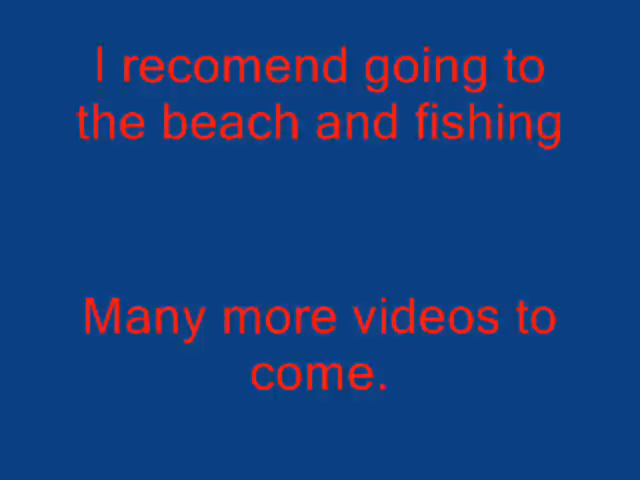 I recomend going to
the beach and fishing
Many more videos to
come.